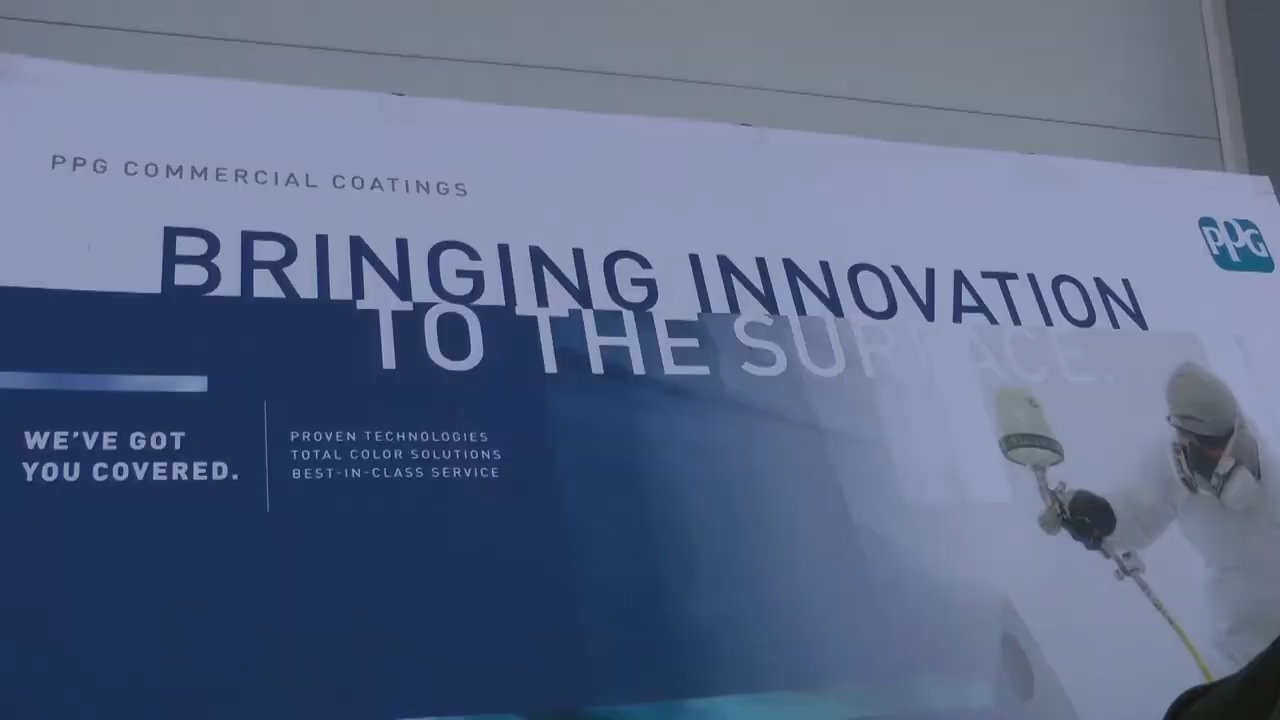 PPG COMMERCIAL COATINGS
PPG
BRINGING INNOVATION
TO THE SURFACE.
WE'VE GOT
YOU COVERED.
PROVEN TECHNOLOGIES
TOTAL COLOR SOLUTIONS
BEST-IN-CLASS SERVICE